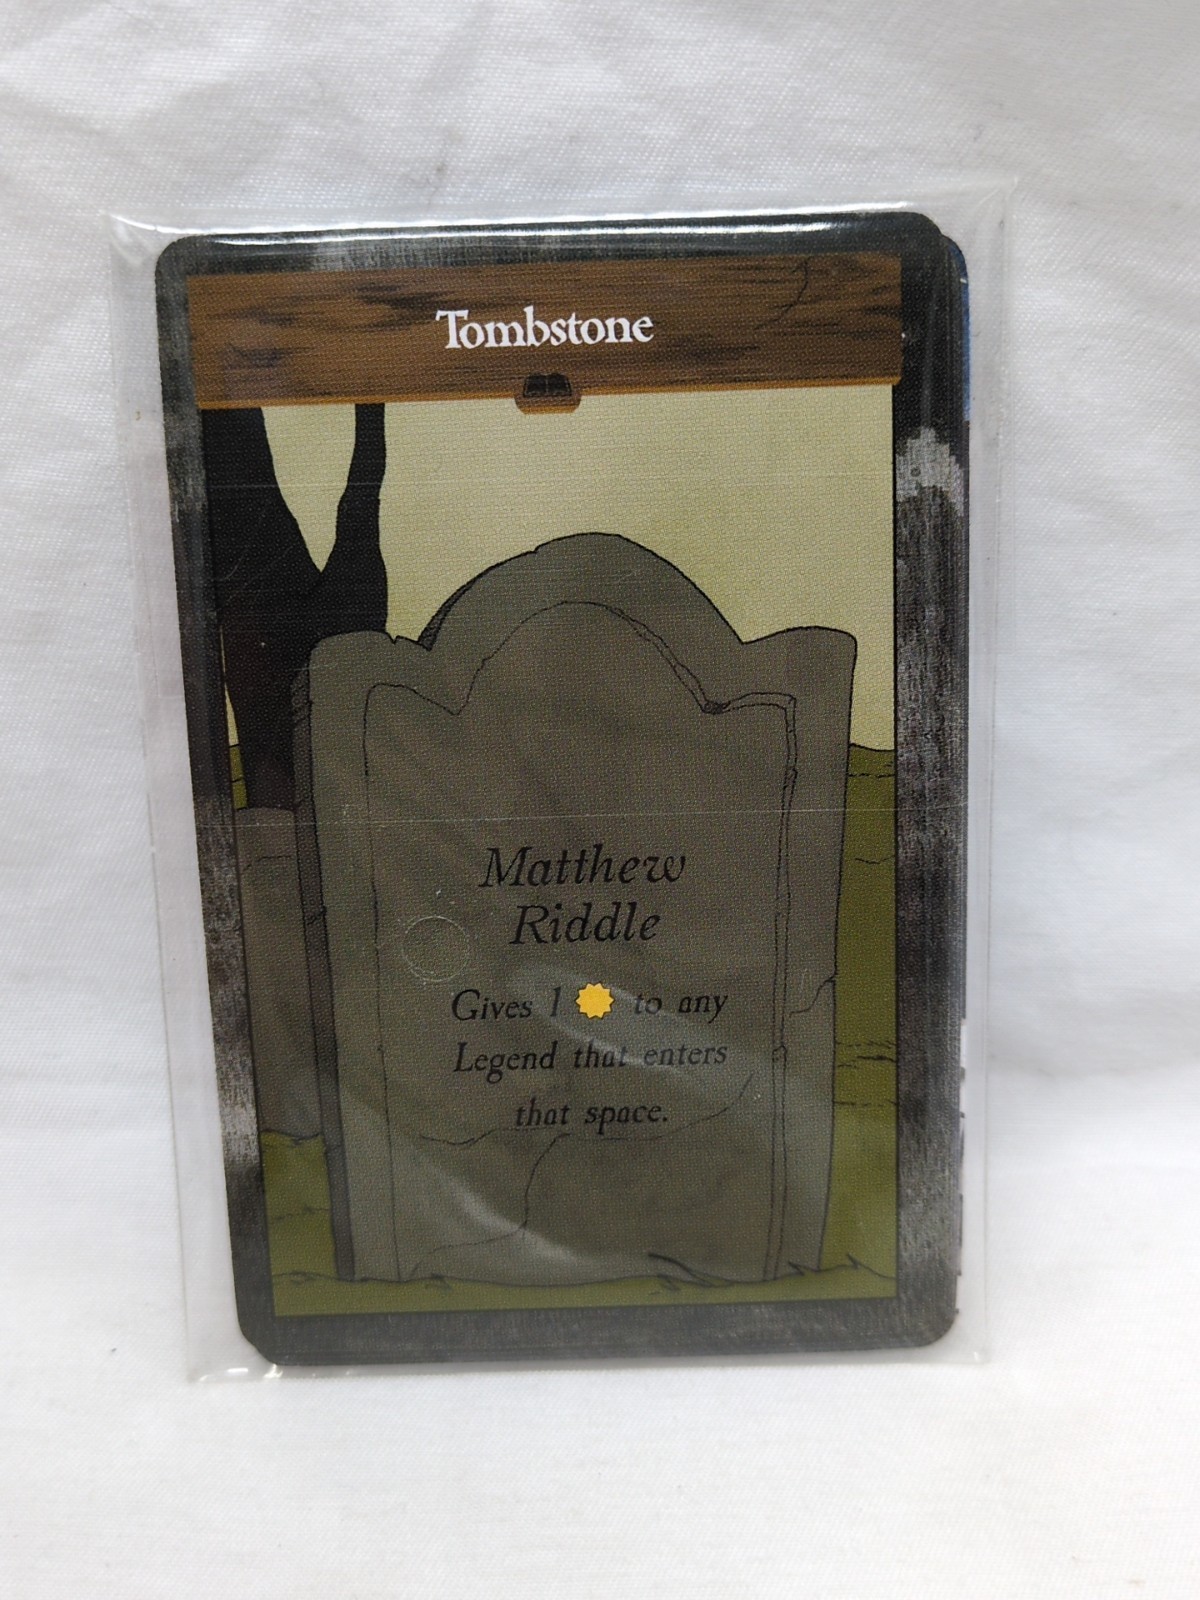 Tombstone
Matthew
Riddle
Gives 1 to any
Legend that enters
that space.